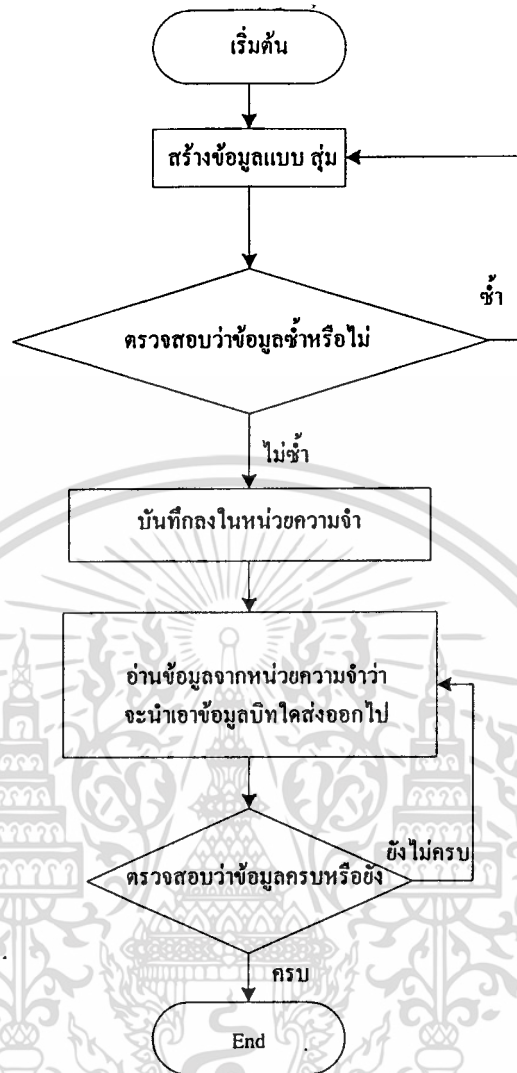 เริ่มต้น
สร้างข้อมูลแบบ สุ่ม
ซ้ำ
ตรวจสอบว่าข้อมูลซ้ำหรือไม่
ไม่ซ้ำ
บันทึกลงในหน่วยความจำ
อ่านข้อมูลจากหน่วยความจำว่า
จะนำเอาข้อมูลบิทใดส่งออกไป
ยังไม่ครบ
ตรวจสอบว่าข้อมูลครบหรือยัง
ครบ
End